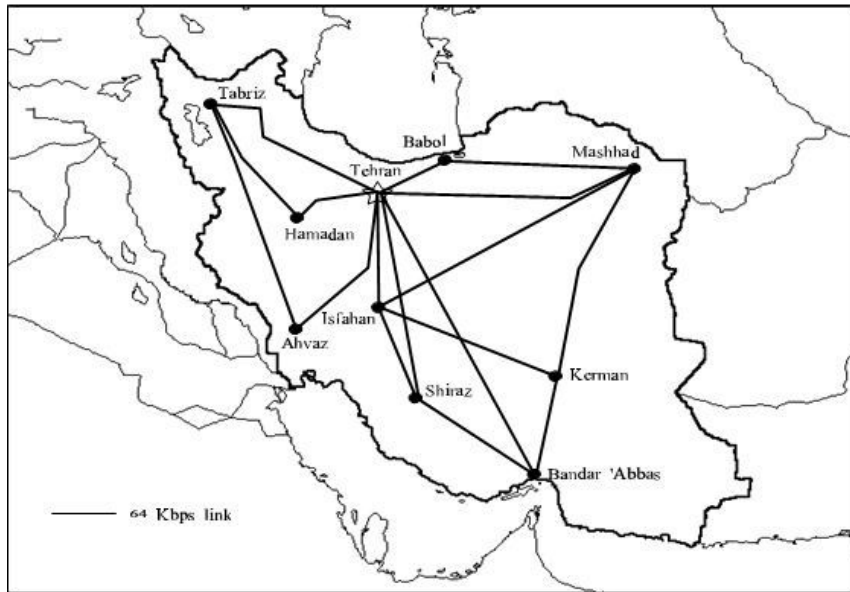 Tabriz
Babol
Mashhad
Tehran
Hamadan
Isfahan
Ahvaz
Kerman
Shiraz
Bandar 'Abbas
64 Kbps link